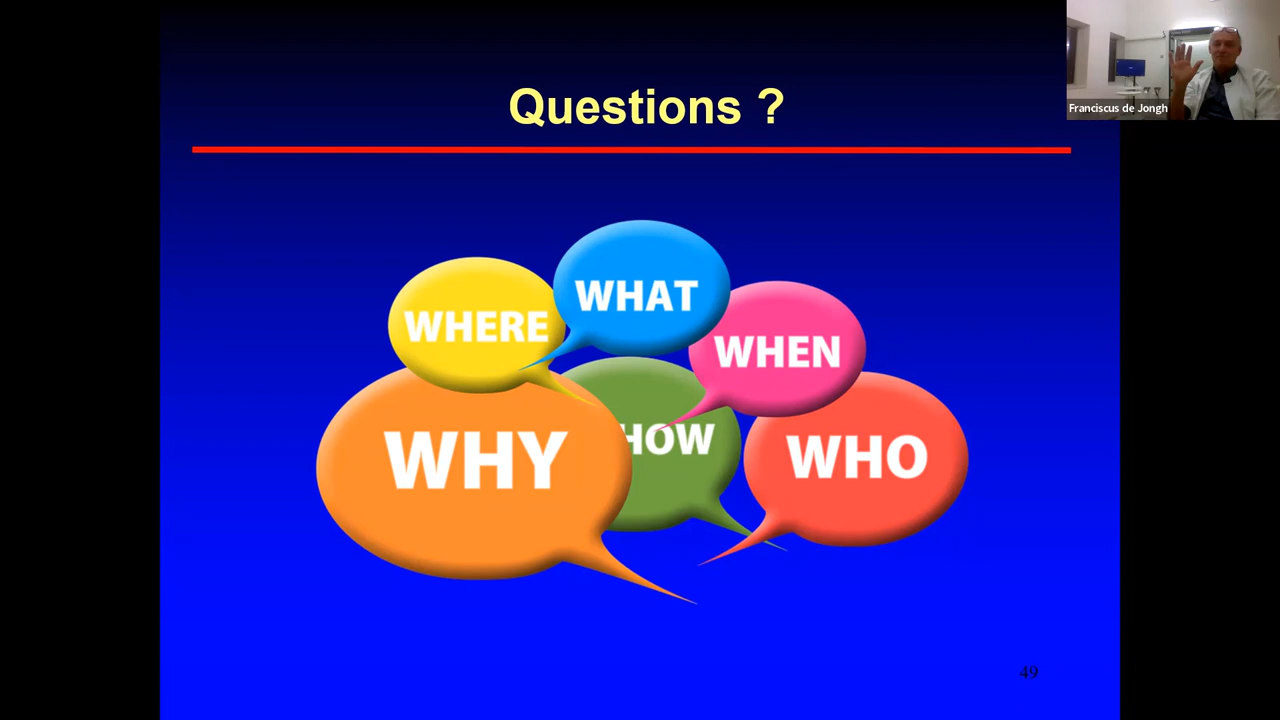 Questions ?
Franciscus de Jongh
WHERE
WHAT
WHEN
WHY
HOW
WHO
49